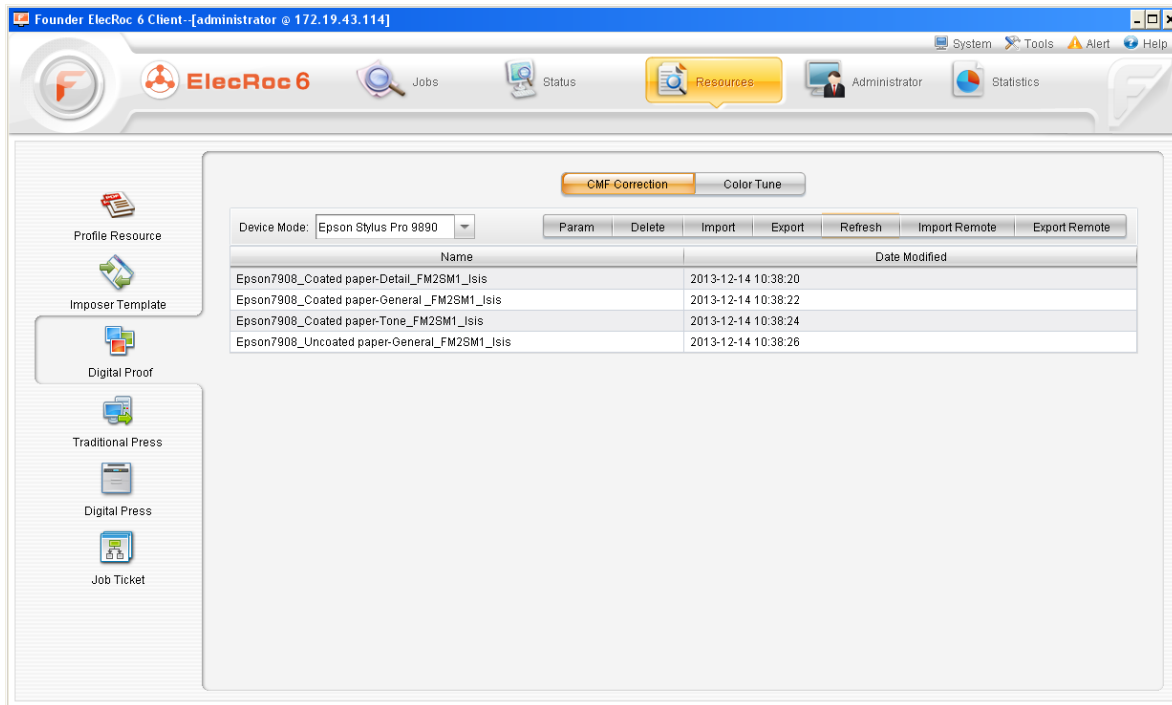 Founder ElecRoc 6 Client--[administrator @ 172.19.43.114]
System Tools Alert Help
F ElecRoc 6 Jobs Status Resources Administrator Statistics
CMF Correction Color Tune
Profile Resource
Device Mode: Epson Stylus Pro 9890 Param Delete Import Export Refresh Import Remote Export Remote
Name Date Modified
Epson7908_Coated paper-Detail_FM2SM1_Isis 2013-12-14 10:38:20
Epson7908_Coated paper-General _FM2SM1_Isis 2013-12-14 10:38:22
Epson7908_Coated paper-Tone_FM2SM1_Isis 2013-12-14 10:38:24
Epson7908_Uncoated paper-General_FM2SM1_Isis 2013-12-14 10:38:26
Imposer Template
Digital Proof
Traditional Press
Digital Press
Job Ticket